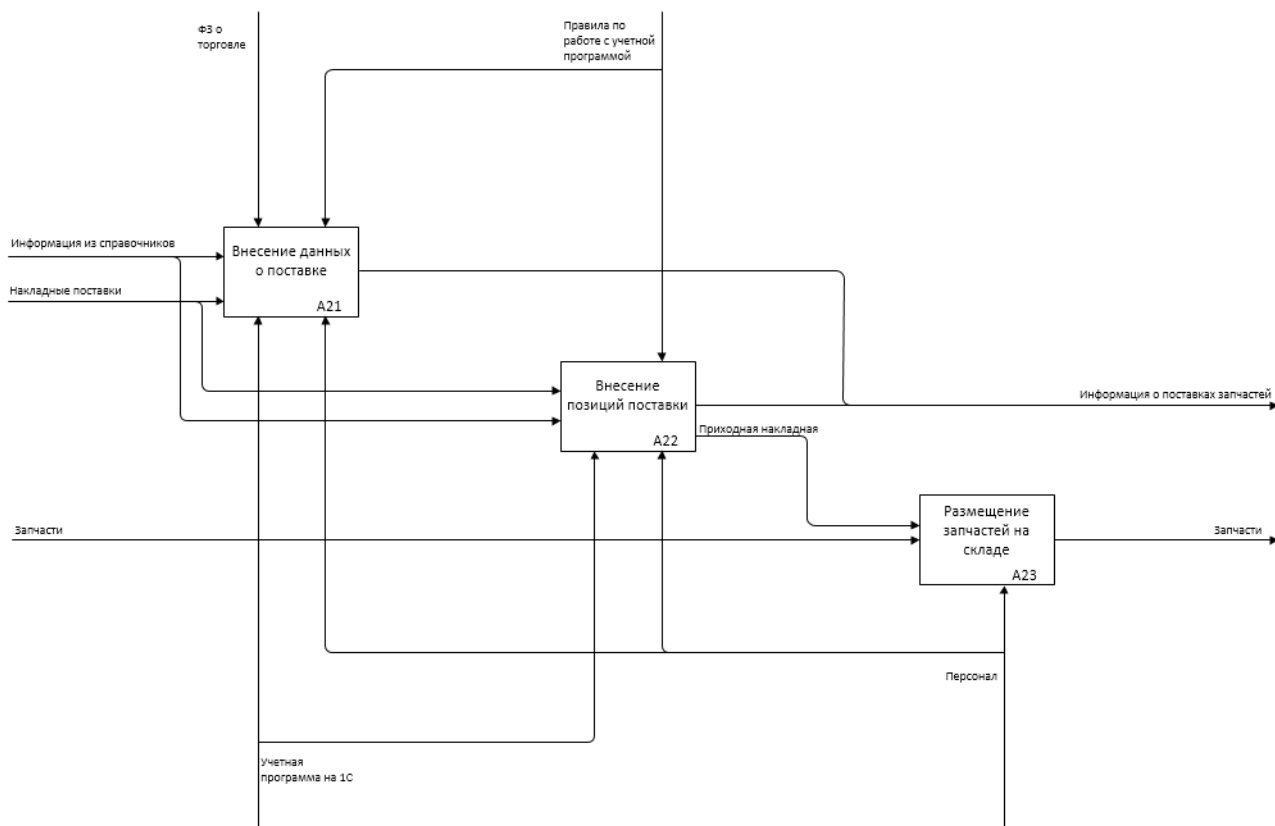 ФЗ о
торговле
Правила по
работе с учетной
программой
Информация из справочников
Накладные поставки
Внесение данных
о поставке
A21
Внесение
позиций поставки
A22
Информация о поставках запчастей
Приходная накладная
Запчасти
Размещение
запчастей на
складе
A23
Запчасти
Персонал
Учетная
программа на 1С